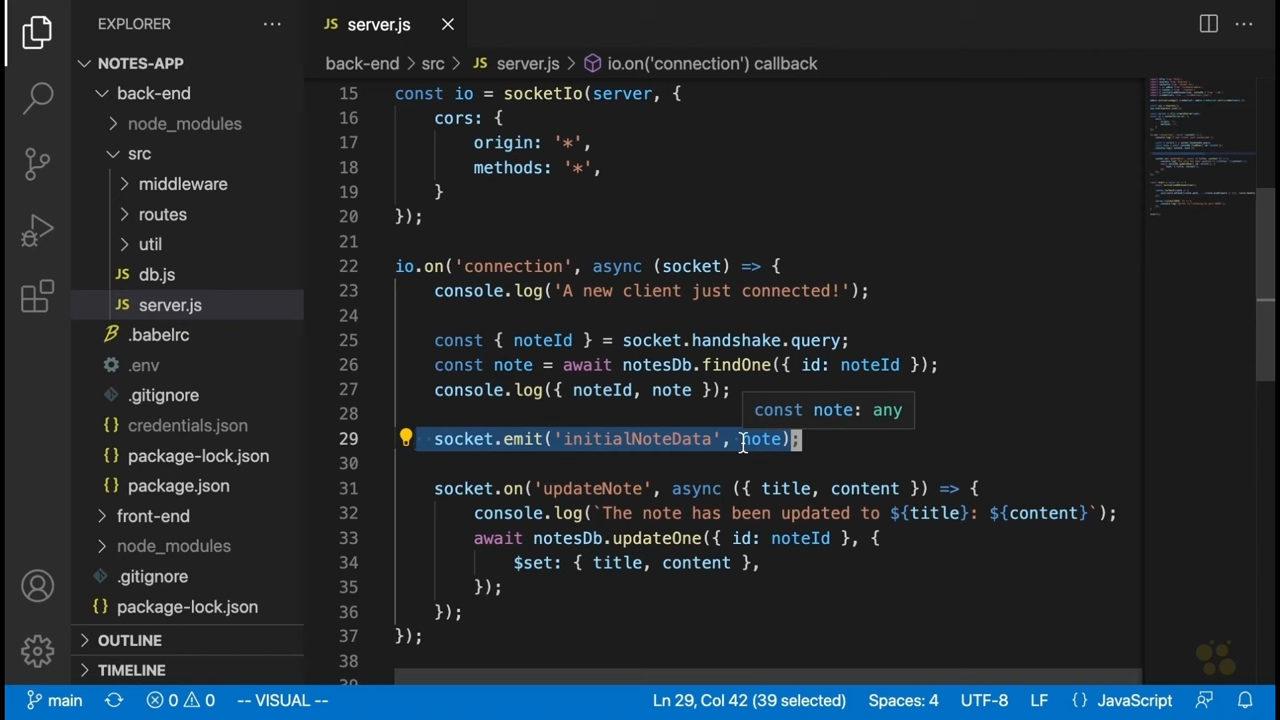 EXPLORER
NOTES-APP
back-end
node_modules
src
middleware
routes
util
JS db.js
JS server.js
.babelrc
.env
.gitignore
credentials.json
{} package-lock.json
{} package.json
front-end
node_modules
.gitignore
{} package-lock.json
OUTLINE
TIMELINE
JS server.js
back-end > src > JS server.js > io.on('connection') callback
15 const io = socketIo(server, {
16 cors: {
17 origin: '*',
18 methods: '*',
19 }
20 });
21
22 io.on('connection', async (socket) => {
23 console.log('A new client just connected!');
24
25 const { noteId } = socket.handshake.query;
26 const note = await notesDb.findOne({ id: noteId });
27 console.log({ noteId, note });
const note: any
28
29 socket.emit('initialNoteData', note);
30
31 socket.on('updateNote', async ({ title, content }) => {
32 console.log(`The note has been updated to ${title}: ${content}`);
33 await notesDb.updateOne({ id: noteId }, {
34 $set: { title, content },
35 });
36 });
37 });
38
main 0 0 -- VISUAL -- Ln 29, Col 42 (39 selected) Spaces: 4 UTF-8 LF {} JavaScript